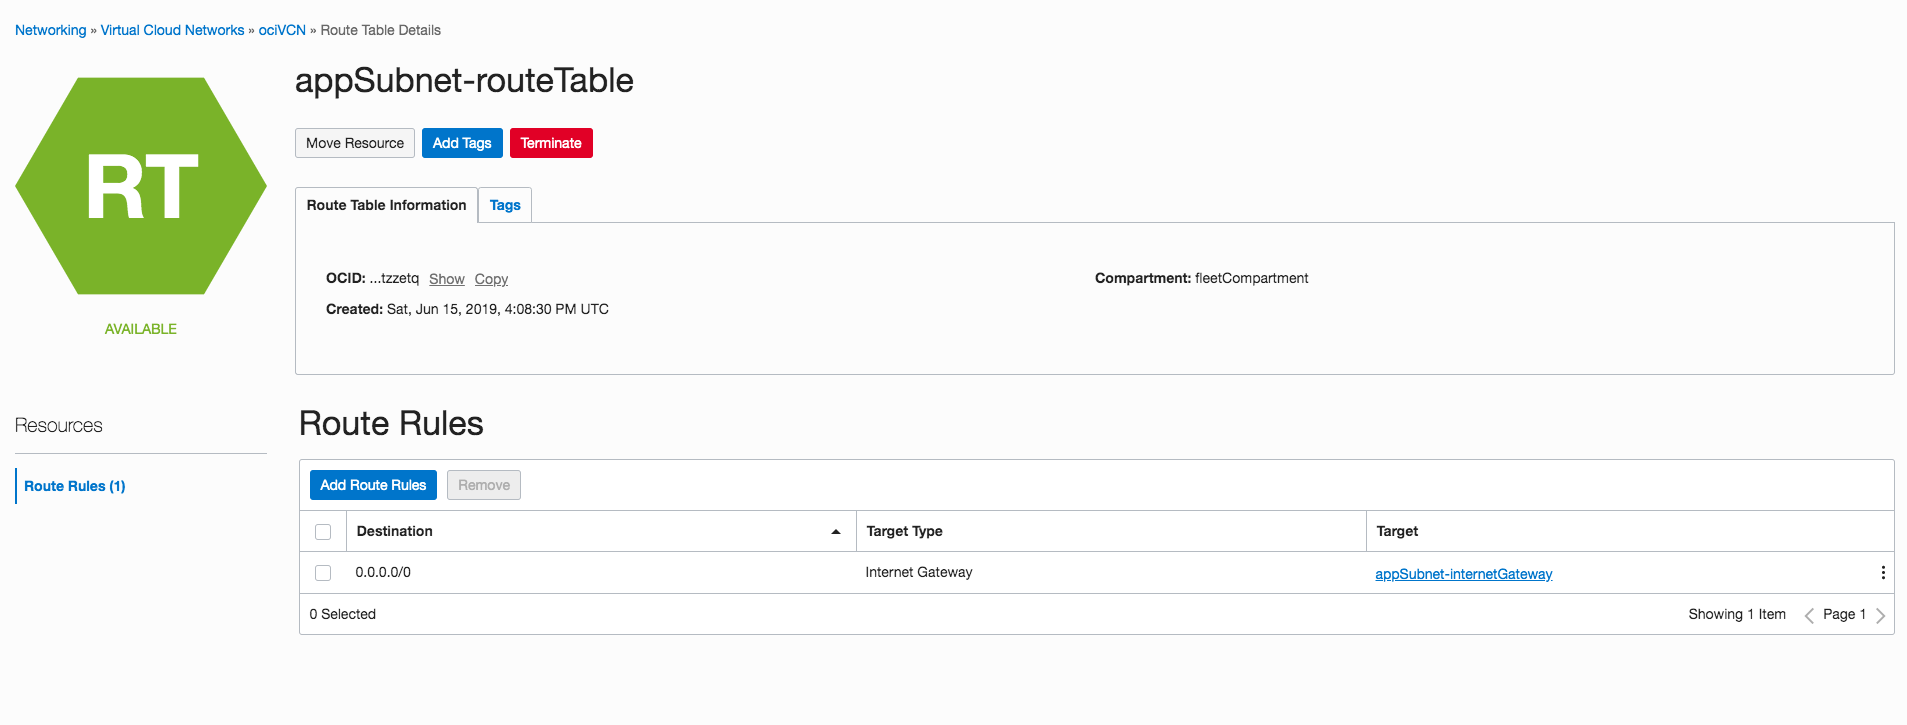 Networking » Virtual Cloud Networks » ociVCN » Route Table Details
RT
AVAILABLE
appSubnet-routeTable
Move Resource Add Tags Terminate
Route Table Information Tags
OCID: ...tzzetq Show Copy
Compartment: fleetCompartment
Created: Sat, Jun 15, 2019, 4:08:30 PM UTC
Resources
Route Rules (1)
Route Rules
Add Route Rules Remove
Destination Target Type Target
0.0.0.0/0 Internet Gateway appSubnet-internetGateway
0 Selected Showing 1 Item Page 1